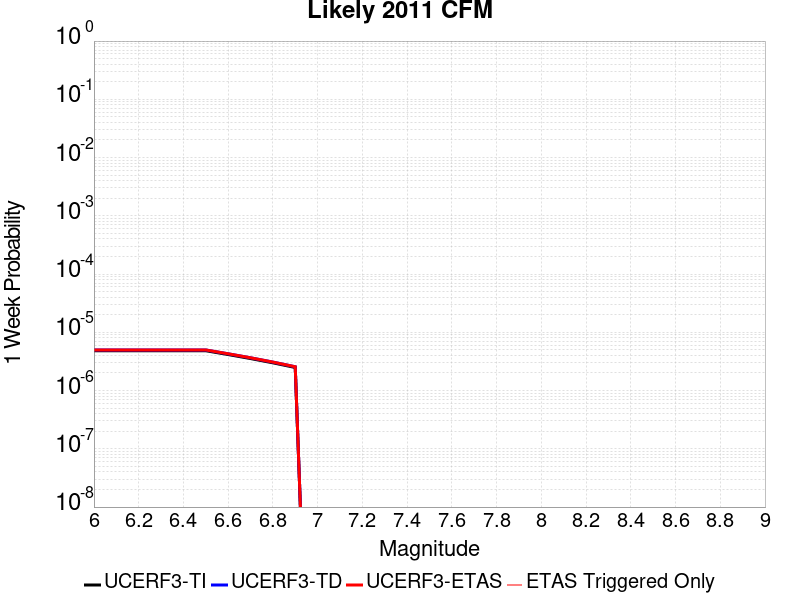 Likely 2011 CFM
10 0
10 -1
10 -2
10 -3
10 -4
10 -5
10 -6
10 -7
10 -8
1 Week Probability
6 6.2 6.4 6.6 6.8 7 7.2 7.4 7.6 7.8 8 8.2 8.4 8.6 8.8 9
Magnitude
UCERF3-TI UCERF3-TD UCERF3-ETAS ETAS Triggered Only